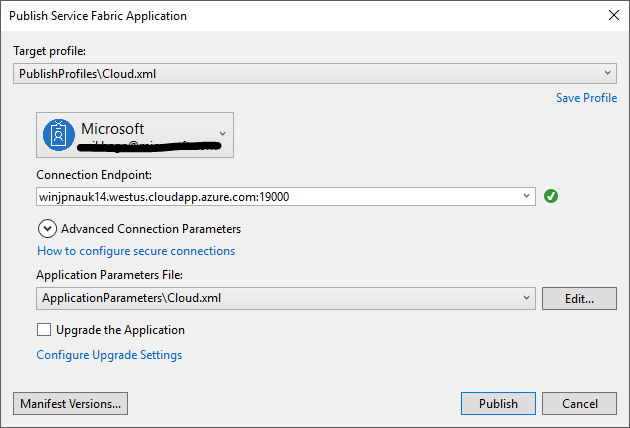 Publish Service Fabric Application
Target profile:
PublishProfiles\Cloud.xml
Save Profile
Microsoft
Connection Endpoint:
winjpnauk14.westus.cloudapp.azure.com:19000
Advanced Connection Parameters
How to configure secure connections
Application Parameters File:
ApplicationParameters\Cloud.xml
Edit...
Upgrade the Application
Configure Upgrade Settings
Manifest Versions...
Publish
Cancel